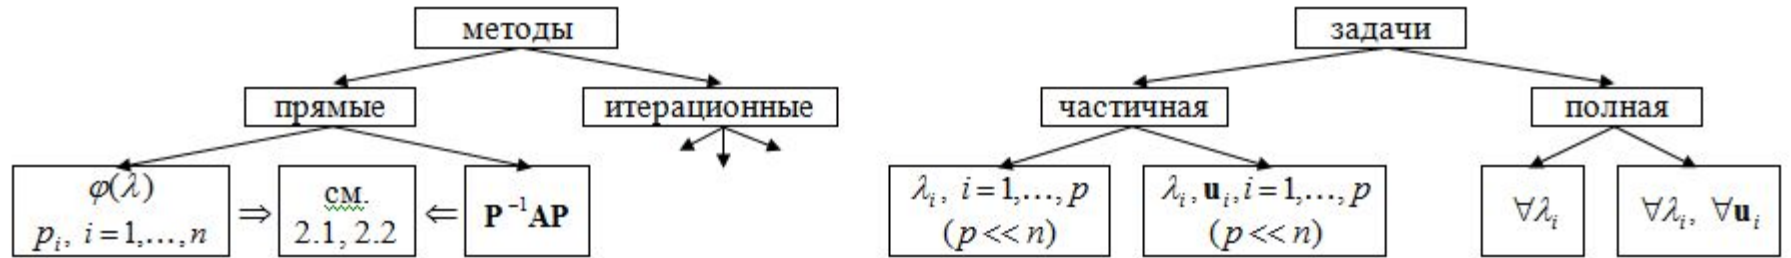 методы
прямые
итерационные
φ(λ)
p_i, i=1,…,n
⇒
см.
2.1, 2.2
⇐
P⁻¹AP
задачи
частичная
полная
λ_i, i=1,…,p
(p<<n)
λ_i, u_i, i=1,…,p
(p<<n)
∀λ_i
∀λ_i, ∀u_i